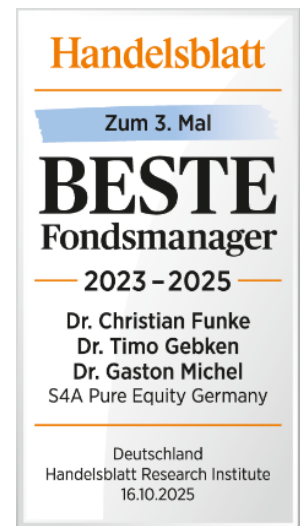 Handelsblatt
Zum 3. Mal
BESTE
Fondsmanager
2023 – 2025
Dr. Christian Funke
Dr. Timo Gebken
Dr. Gaston Michel
S4A Pure Equity Germany
Deutschland
Handelsblatt Research Institute
16.10.2025